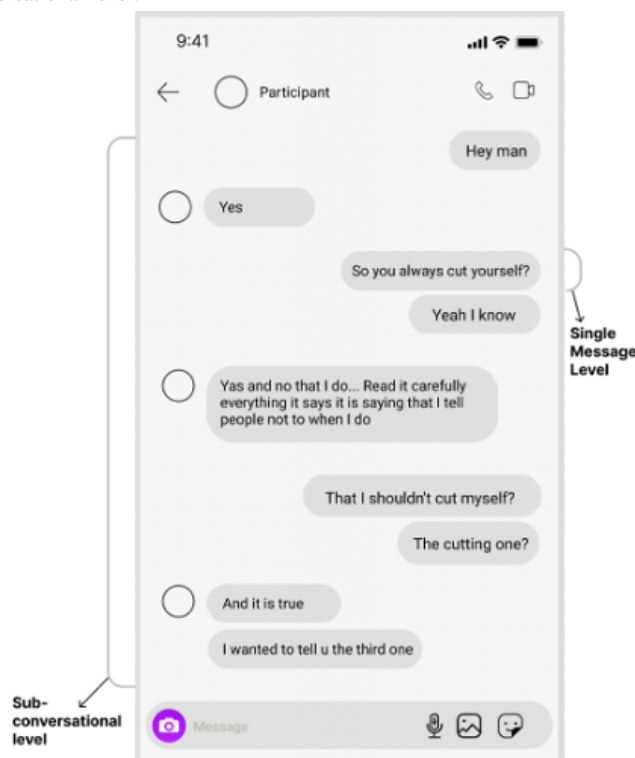 9:41
Participant
Hey man
Yes
So you always cut yourself?
Yeah I know
Single
Message
Level
Yas and no that I do... Read it carefully
everything it says it is saying that I tell
people not to when I do
That I shouldn't cut myself?
The cutting one?
And it is true
I wanted to tell u the third one
Sub-
conversational
level
Message